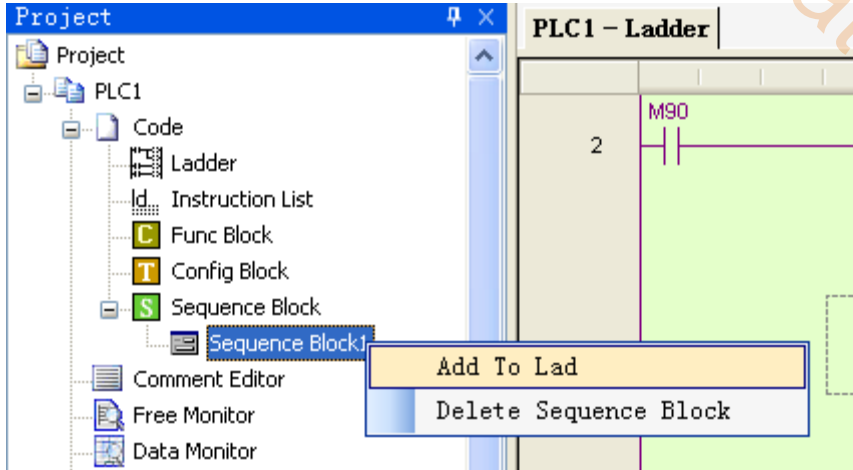 Project
PLC1 - Ladder
Project
PLC1
Code
M90
2
Ladder
Instruction List
C Func Block
T Config Block
S Sequence Block
Sequence Block1
Add To Lad
Comment Editor
Delete Sequence Block
Free Monitor
Data Monitor